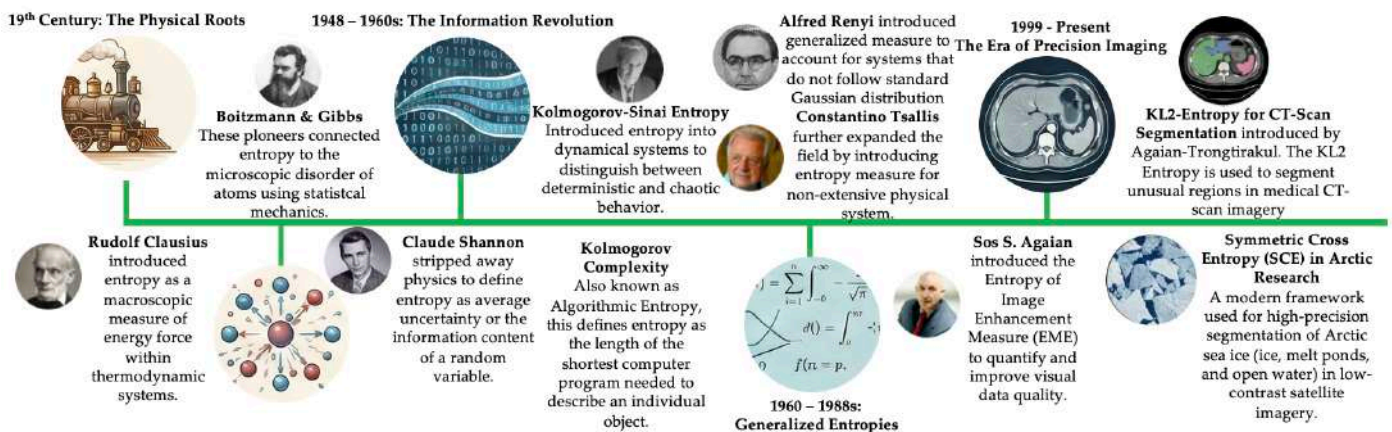 19th Century: The Physical Roots
Boitzmann & Gibbs
These ploneers connected
entropy to the
microscopic disorder of
atoms using statistcal
mechanics.
1948 – 1960s: The Information Revolution
Kolmogorov-Sinai Entropy
Introduced entropy into
dynamical systems to
distinguish between
deterministic and chaotic
behavior.
Alfred Renyi introduced
generalized measure to
account for systems that
do not follow standard
Gaussian distribution
Constantino Tsallis
further expanded the
field by introducing
entropy measure for
non-extensive physical
system.
1999 - Present
The Era of Precision Imaging
KL2-Entropy for CT-Scan
Segmentation introduced by
Agaian-Trongtirakul. The KL2
Entropy is used to segment
unusual regions in medical CT-
scan imagery
Rudolf Clausius
introduced
entropy as a
macroscopic
measure of
energy force
within
thermodynamic
systems.
Claude Shannon
stripped away
physics to define
entropy as average
uncertainty or the
information content
of a random
variable.
Kolmogorov
Complexity
Also known as
Algorithmic Entropy,
this defines entropy as
the length of the
shortest computer
program needed to
describe an individual
object.
1960 – 1988s:
Generalized Entropies
Sos S. Agaian
introduced the
Entropy of
Image
Enhancement
Measure (EME)
to quantify and
improve visual
data quality.
Symmetric Cross
Entropy (SCE) in Arctic
Research
A modern framework
used for high-precision
segmentation of Arctic
sea ice (ice, melt ponds,
and open water) in low-
contrast satellite
imagery.